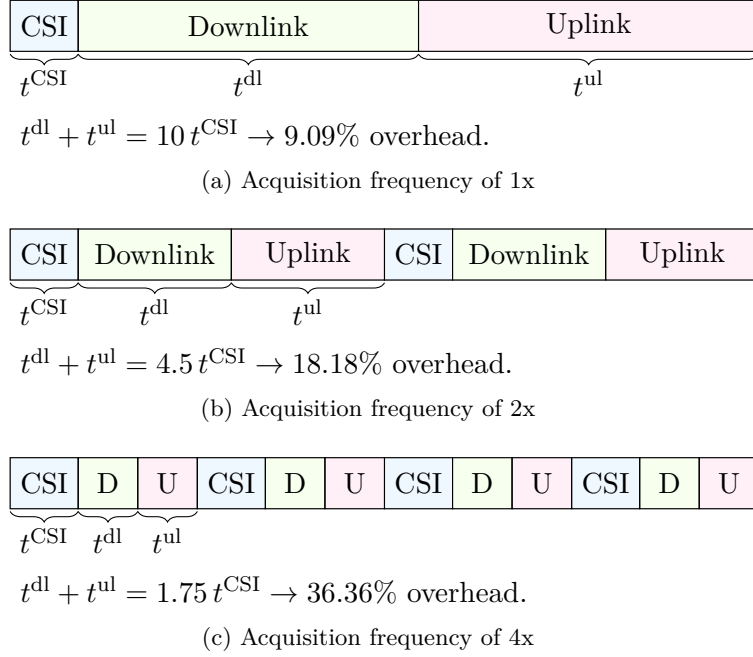 CSI Downlink Uplink
t^CSI t^dl t^ul
t^dl + t^ul = 10 t^CSI → 9.09% overhead.
(a) Acquisition frequency of 1x
CSI Downlink Uplink CSI Downlink Uplink
t^CSI t^dl t^ul
t^dl + t^ul = 4.5 t^CSI → 18.18% overhead.
(b) Acquisition frequency of 2x
CSI D U CSI D U CSI D U CSI D U
t^CSI t^dl t^ul
t^dl + t^ul = 1.75 t^CSI → 36.36% overhead.
(c) Acquisition frequency of 4x